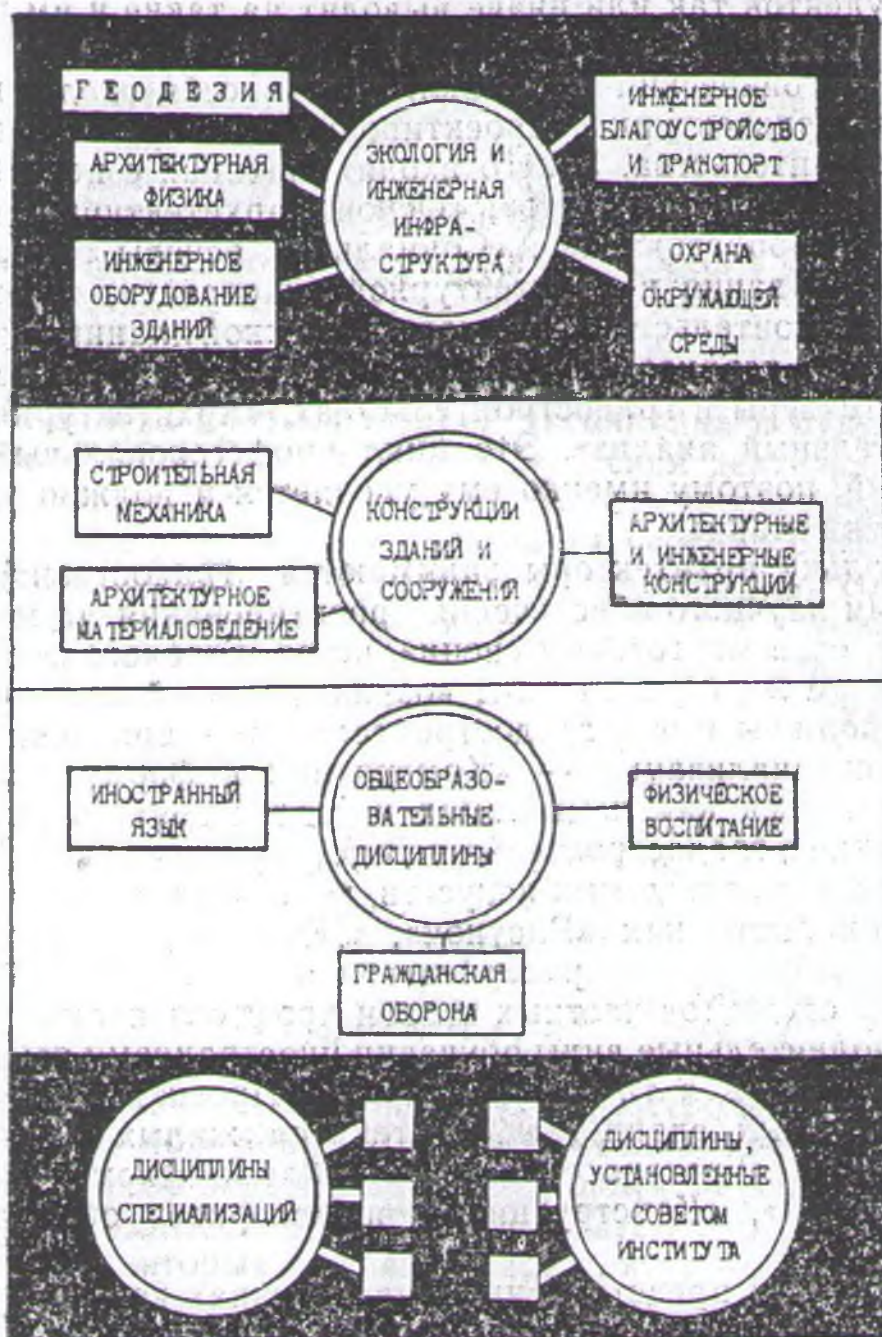 Г Е О Д Е З И Я
АРХИТЕКТУРНАЯ
ФИЗИКА
ИНЖЕНЕРНОЕ
ОБОРУДОВАНИЕ
ЗДАНИЙ
ЭКОЛОГИЯ И
ИНЖЕНЕРНАЯ
ИНФРА-
СТРУКТУРА
ИНЖЕНЕРНОЕ
БЛАГОУСТРОЙСТВО
И ТРАНСПОРТ
ОХРАНА
ОКРУЖАЮЩЕЙ
СРЕДЫ
СТРОИТЕЛЬНАЯ
МЕХАНИКА
АРХИТЕКТУРНОЕ
МАТЕРИАЛОВЕДЕНИЕ
КОНСТРУКЦИИ
ЗДАНИЙ И
СООРУЖЕНИЙ
АРХИТЕКТУРНЫЕ
И ИНЖЕНЕРНЫЕ
КОНСТРУКЦИИ
ИНОСТРАННЫЙ
ЯЗЫК
ОБЩЕОБРАЗО-
ВАТЕЛЬНЫЕ
ДИСЦИПЛИНЫ
ФИЗИЧЕСКОЕ
ВОСПИТАНИЕ
ГРАЖДАНСКАЯ
ОБОРОНА
ДИСЦИПЛИНЫ
СПЕЦИАЛИЗАЦИЙ
ДИСЦИПЛИНЫ,
УСТАНОВЛЕННЫЕ
СОВЕТОМ
ИНСТИТУТА